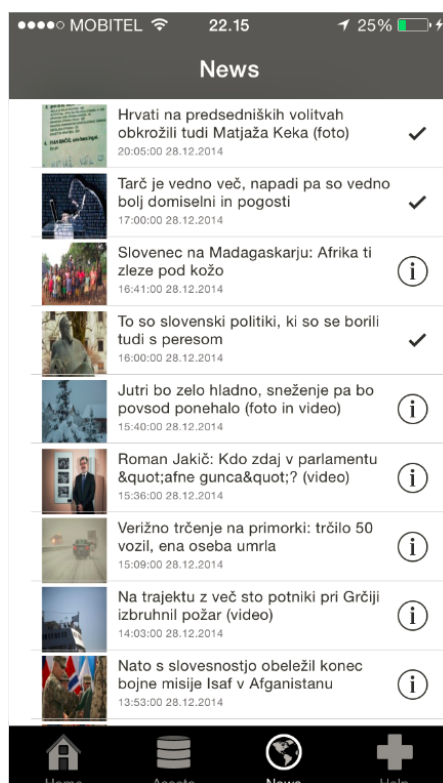 MOBITEL 22.15 25%
News
Hrvati na predsedniških volitvah
obkrožili tudi Matjaža Keka (foto)
20:05:00 28.12.2014
Tarč je vedno več, napadi pa so vedno
bolj domiselni in pogosti
17:00:00 28.12.2014
Slovenec na Madagaskarju: Afrika ti
zleze pod kožo
16:41:00 28.12.2014
To so slovenski politiki, ki so se borili
tudi s peresom
16:00:00 28.12.2014
Jutri bo zelo hladno, sneženje pa bo
povsod ponehalo (foto in video)
15:40:00 28.12.2014
Roman Jakič: Kdo zdaj v parlamentu
&quot;afne gunca&quot;? (video)
15:36:00 28.12.2014
Verižno trčenje na primorki: trčilo 50
vozil, ena oseba umrla
15:09:00 28.12.2014
Na trajektu z več sto potniki pri Grčiji
izbruhnil požar (video)
14:03:00 28.12.2014
Nato s slovesnostjo obeležil konec
bojne misije Isaf v Afganistanu
13:53:00 28.12.2014
Home Assets News Help